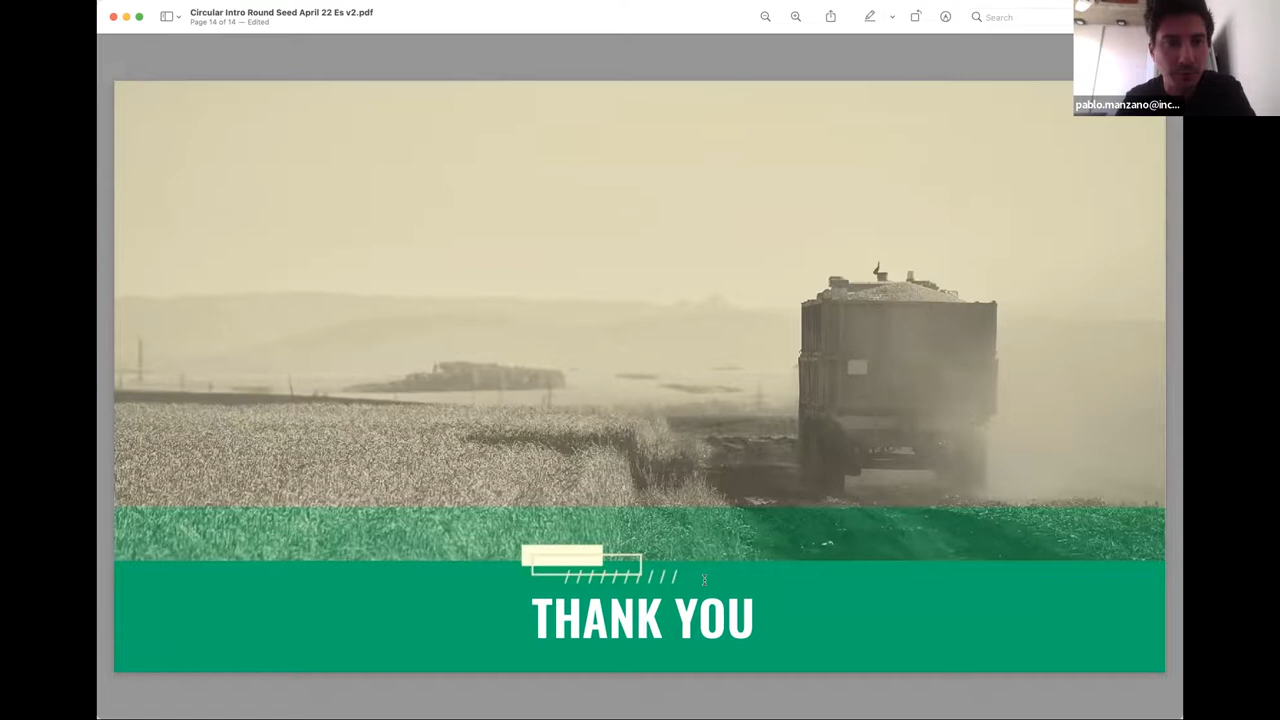 Circular Intro Round Seed April 22 Es v2.pdf
Page 14 of 14 — Edited
Search
pablo.manzano@inc...
THANK YOU